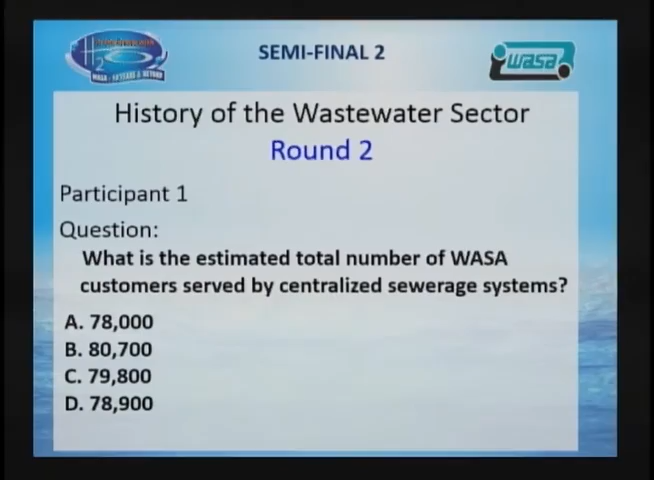 SEMI-FINAL 2
H2
wasa
History of the Wastewater Sector
Round 2
Participant 1
Question:
What is the estimated total number of WASA
customers served by centralized sewerage systems?
A. 78,000
B. 80,700
C. 79,800
D. 78,900